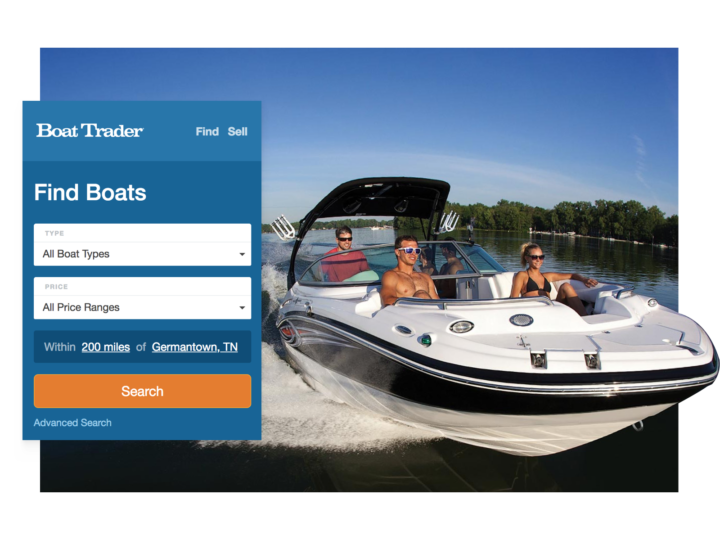 Boat Trader
Find Sell
Find Boats
TYPE
All Boat Types
PRICE
All Price Ranges
Within 200 miles of Germantown, TN
Search
Advanced Search